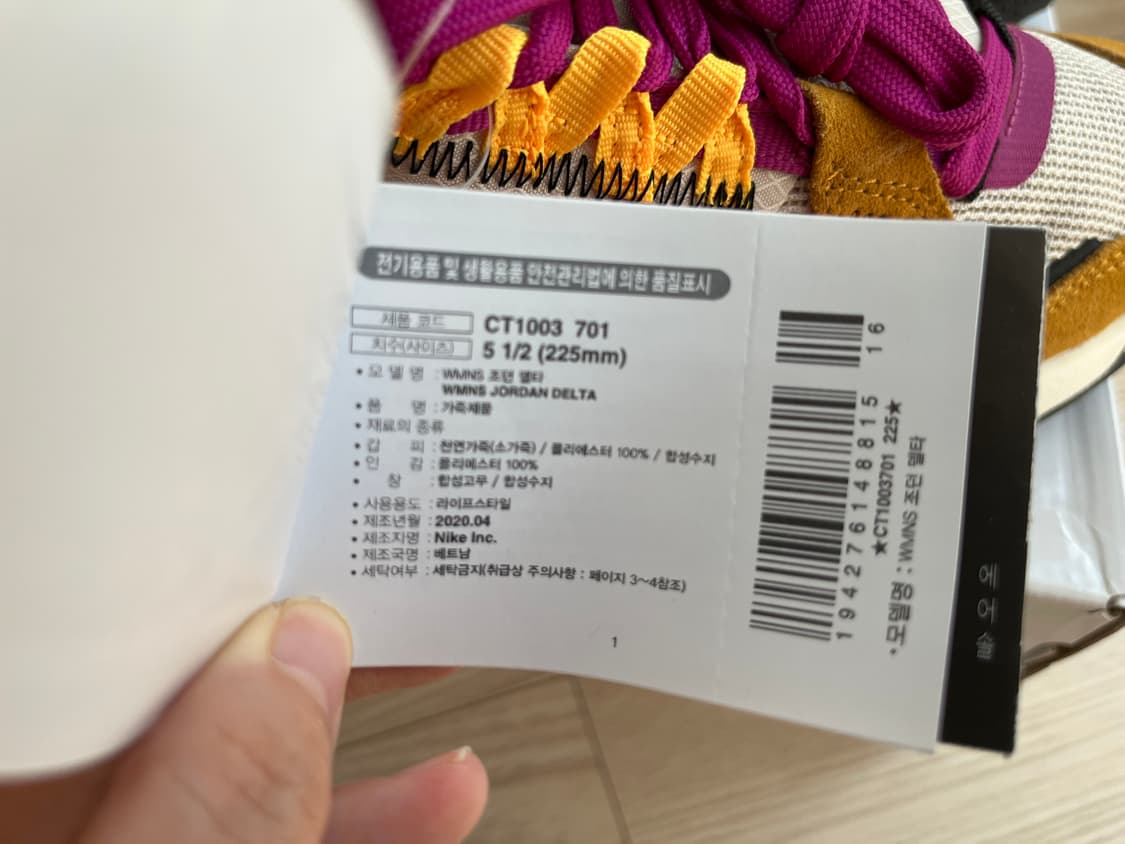 전기용품 및 생활용품 안전관리법에 의한 품질표시
제품 코드 CT1003 701
치수(사이즈) 5 1/2 (225mm)
• 모 델 명 : WMNS 조던 델타
WMNS JORDAN DELTA
• 품 명 : 가죽제품
• 재료의 종류
• 갑 피 : 천연가죽(소가죽) / 폴리에스터 100% / 합성수지
• 안 감 : 폴리에스터 100%
• 창 : 합성고무 / 합성수지
• 사용용도 : 라이프스타일
• 제조년월 : 2020.04
• 제조자명 : Nike Inc.
• 제조국명 : 베트남
• 세탁여부 : 세탁금지(취급상 주의사항 : 페이지 3~4참조)
1
16
194276148815
★CT1003701 225★
•모델명 : WMNS 조던 델타
에어솔